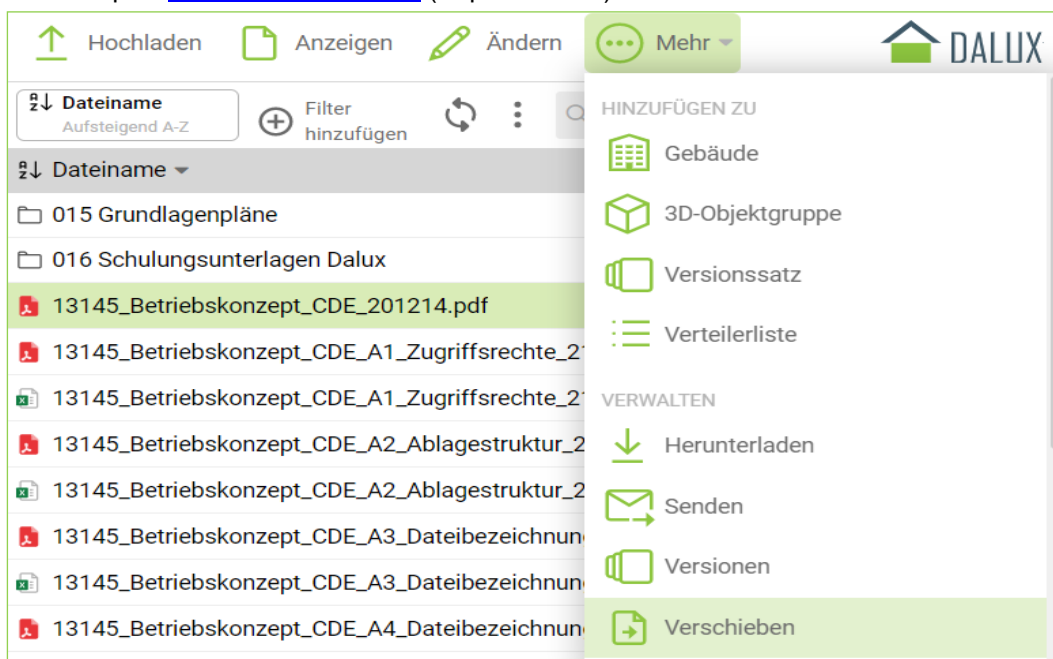 Hochladen Anzeigen Ändern Mehr DALUX
Dateiname
Aufsteigend A-Z
Filter
hinzufügen
Dateiname
015 Grundlagenpläne
016 Schulungsunterlagen Dalux
13145_Betriebskonzept_CDE_201214.pdf
13145_Betriebskonzept_CDE_A1_Zugriffsrechte_2
13145_Betriebskonzept_CDE_A1_Zugriffsrechte_2
13145_Betriebskonzept_CDE_A2_Ablagestruktur_2
13145_Betriebskonzept_CDE_A2_Ablagestruktur_2
13145_Betriebskonzept_CDE_A3_Dateibezeichnun
13145_Betriebskonzept_CDE_A3_Dateibezeichnun
13145_Betriebskonzept_CDE_A4_Dateibezeichnun
HINZUFÜGEN ZU
Gebäude
3D-Objektgruppe
Versionssatz
Verteilerliste
VERWALTEN
Herunterladen
Senden
Versionen
Verschieben